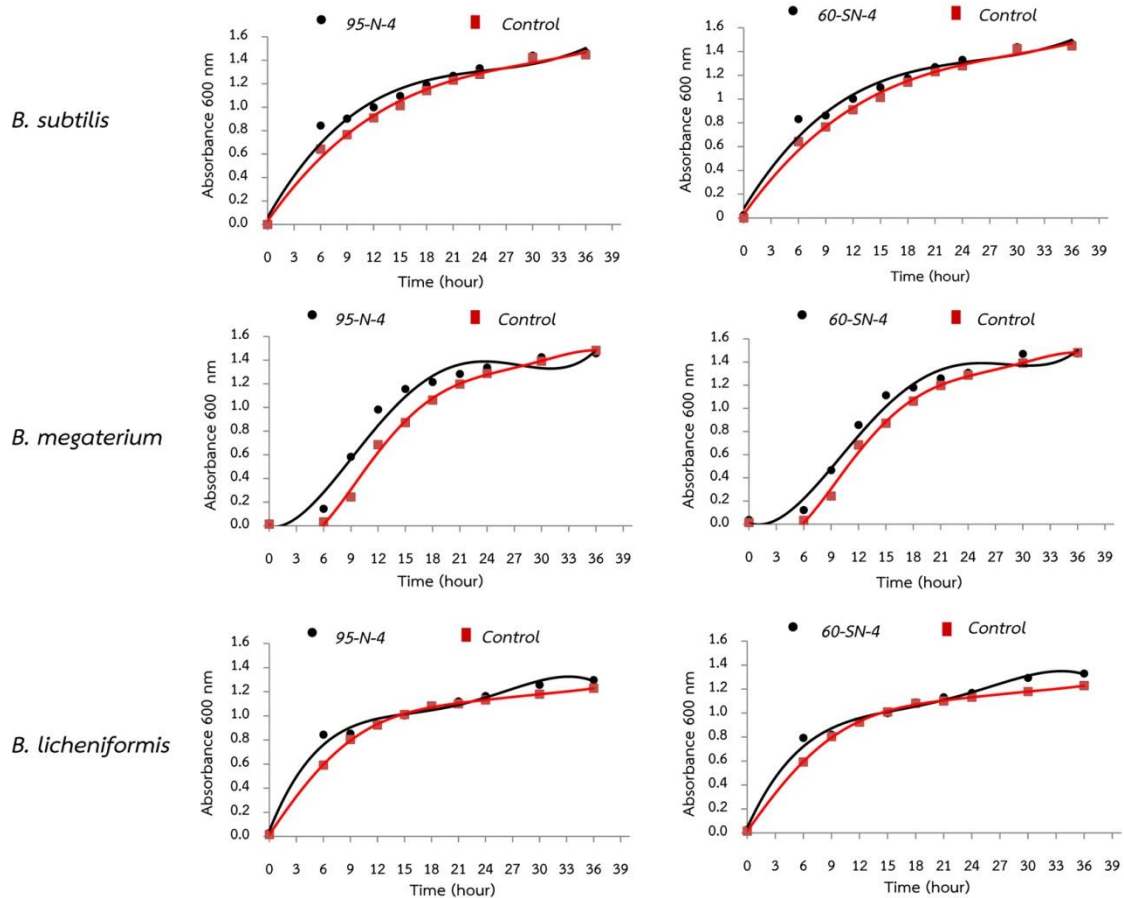 95-N-4 Control
1.6
1.4
1.2
1.0
0.8
0.6
0.4
0.2
0.0
Absorbance 600 nm
0 3 6 9 12 15 18 21 24 27 30 33 36 39
Time (hour)
60-SN-4 Control
1.6
1.4
1.2
1
0.8
0.6
0.4
0.2
0
Absorbance 600 nm
0 3 6 9 12 15 18 21 24 27 30 33 36 39
Time (hour)
B. subtilis
95-N-4 Control
1.6
1.4
1.2
1.0
0.8
0.6
0.4
0.2
0.0
Absorbance 600 nm
0 3 6 9 12 15 18 21 24 27 30 33 36 39
Time (hour)
60-SN-4 Control
1.6
1.4
1.2
1.0
0.8
0.6
0.4
0.2
0.0
Absorbance 600 nm
0 3 6 9 12 15 18 21 24 27 30 33 36 39
Time (hour)
B. megaterium
95-N-4 Control
1.6
1.4
1.2
1.0
0.8
0.6
0.4
0.2
0.0
Absorbance 600 nm
0 3 6 9 12 15 18 21 24 27 30 33 36 39
Time (hour)
60-SN-4 Control
1.6
1.4
1.2
1.0
0.8
0.6
0.4
0.2
0.0
Absorbance 600 nm
0 3 6 9 12 15 18 21 24 27 30 33 36 39
Time (hour)
B. licheniformis